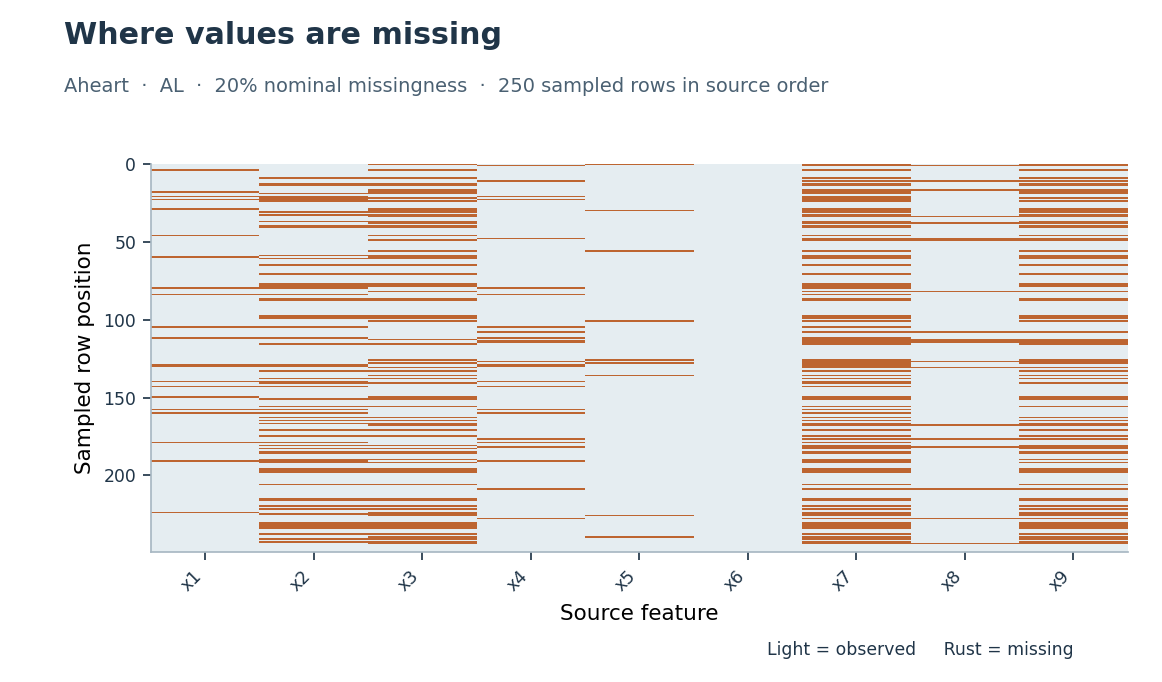 Where values are missing
Aheart · AL · 20% nominal missingness · 250 sampled rows in source order
0
50
100
150
200
Sampled row position
x1 x2 x3 x4 x5 x6 x7 x8 x9
Source feature
Light = observed Rust = missing